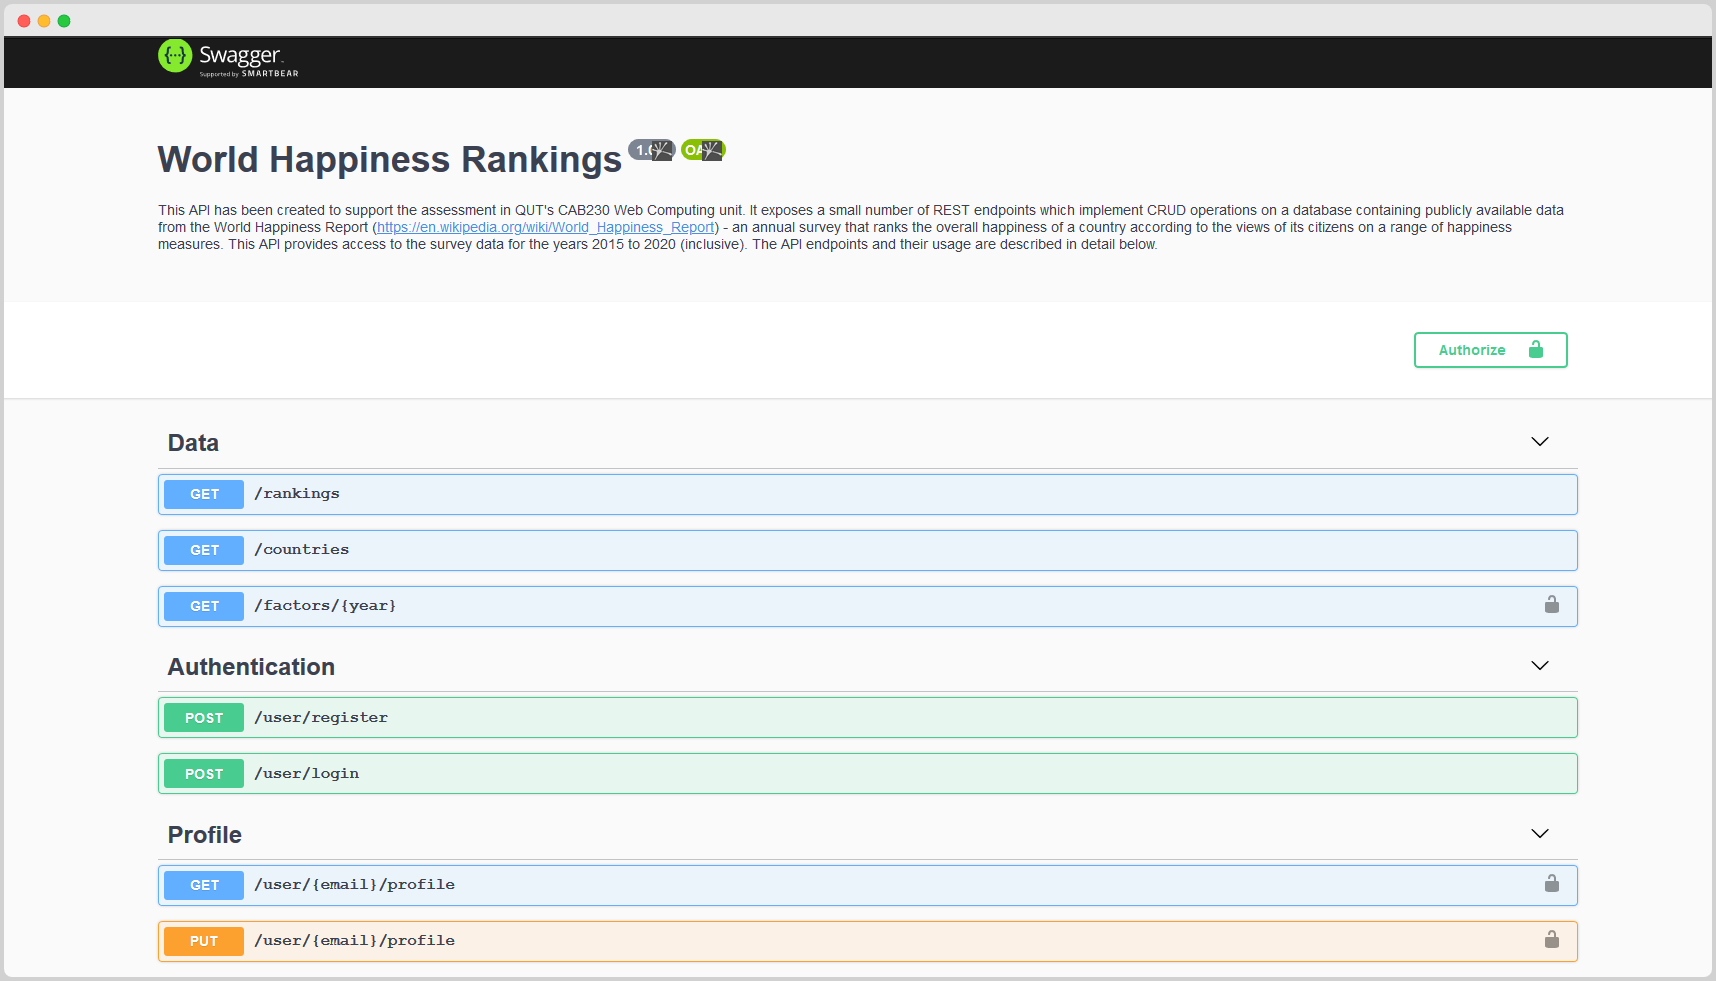 Swagger
Supported by SMARTBEAR
World Happiness Rankings
This API has been created to support the assessment in QUT's CAB230 Web Computing unit. It exposes a small number of REST endpoints which implement CRUD operations on a database containing publicly available data
from the World Happiness Report (https://en.wikipedia.org/wiki/World_Happiness_Report) - an annual survey that ranks the overall happiness of a country according to the views of its citizens on a range of happiness
measures. This API provides access to the survey data for the years 2015 to 2020 (inclusive). The API endpoints and their usage are described in detail below.
Authorize
Data
GET /rankings
GET /countries
GET /factors/{year}
Authentication
POST /user/register
POST /user/login
Profile
GET /user/{email}/profile
PUT /user/{email}/profile